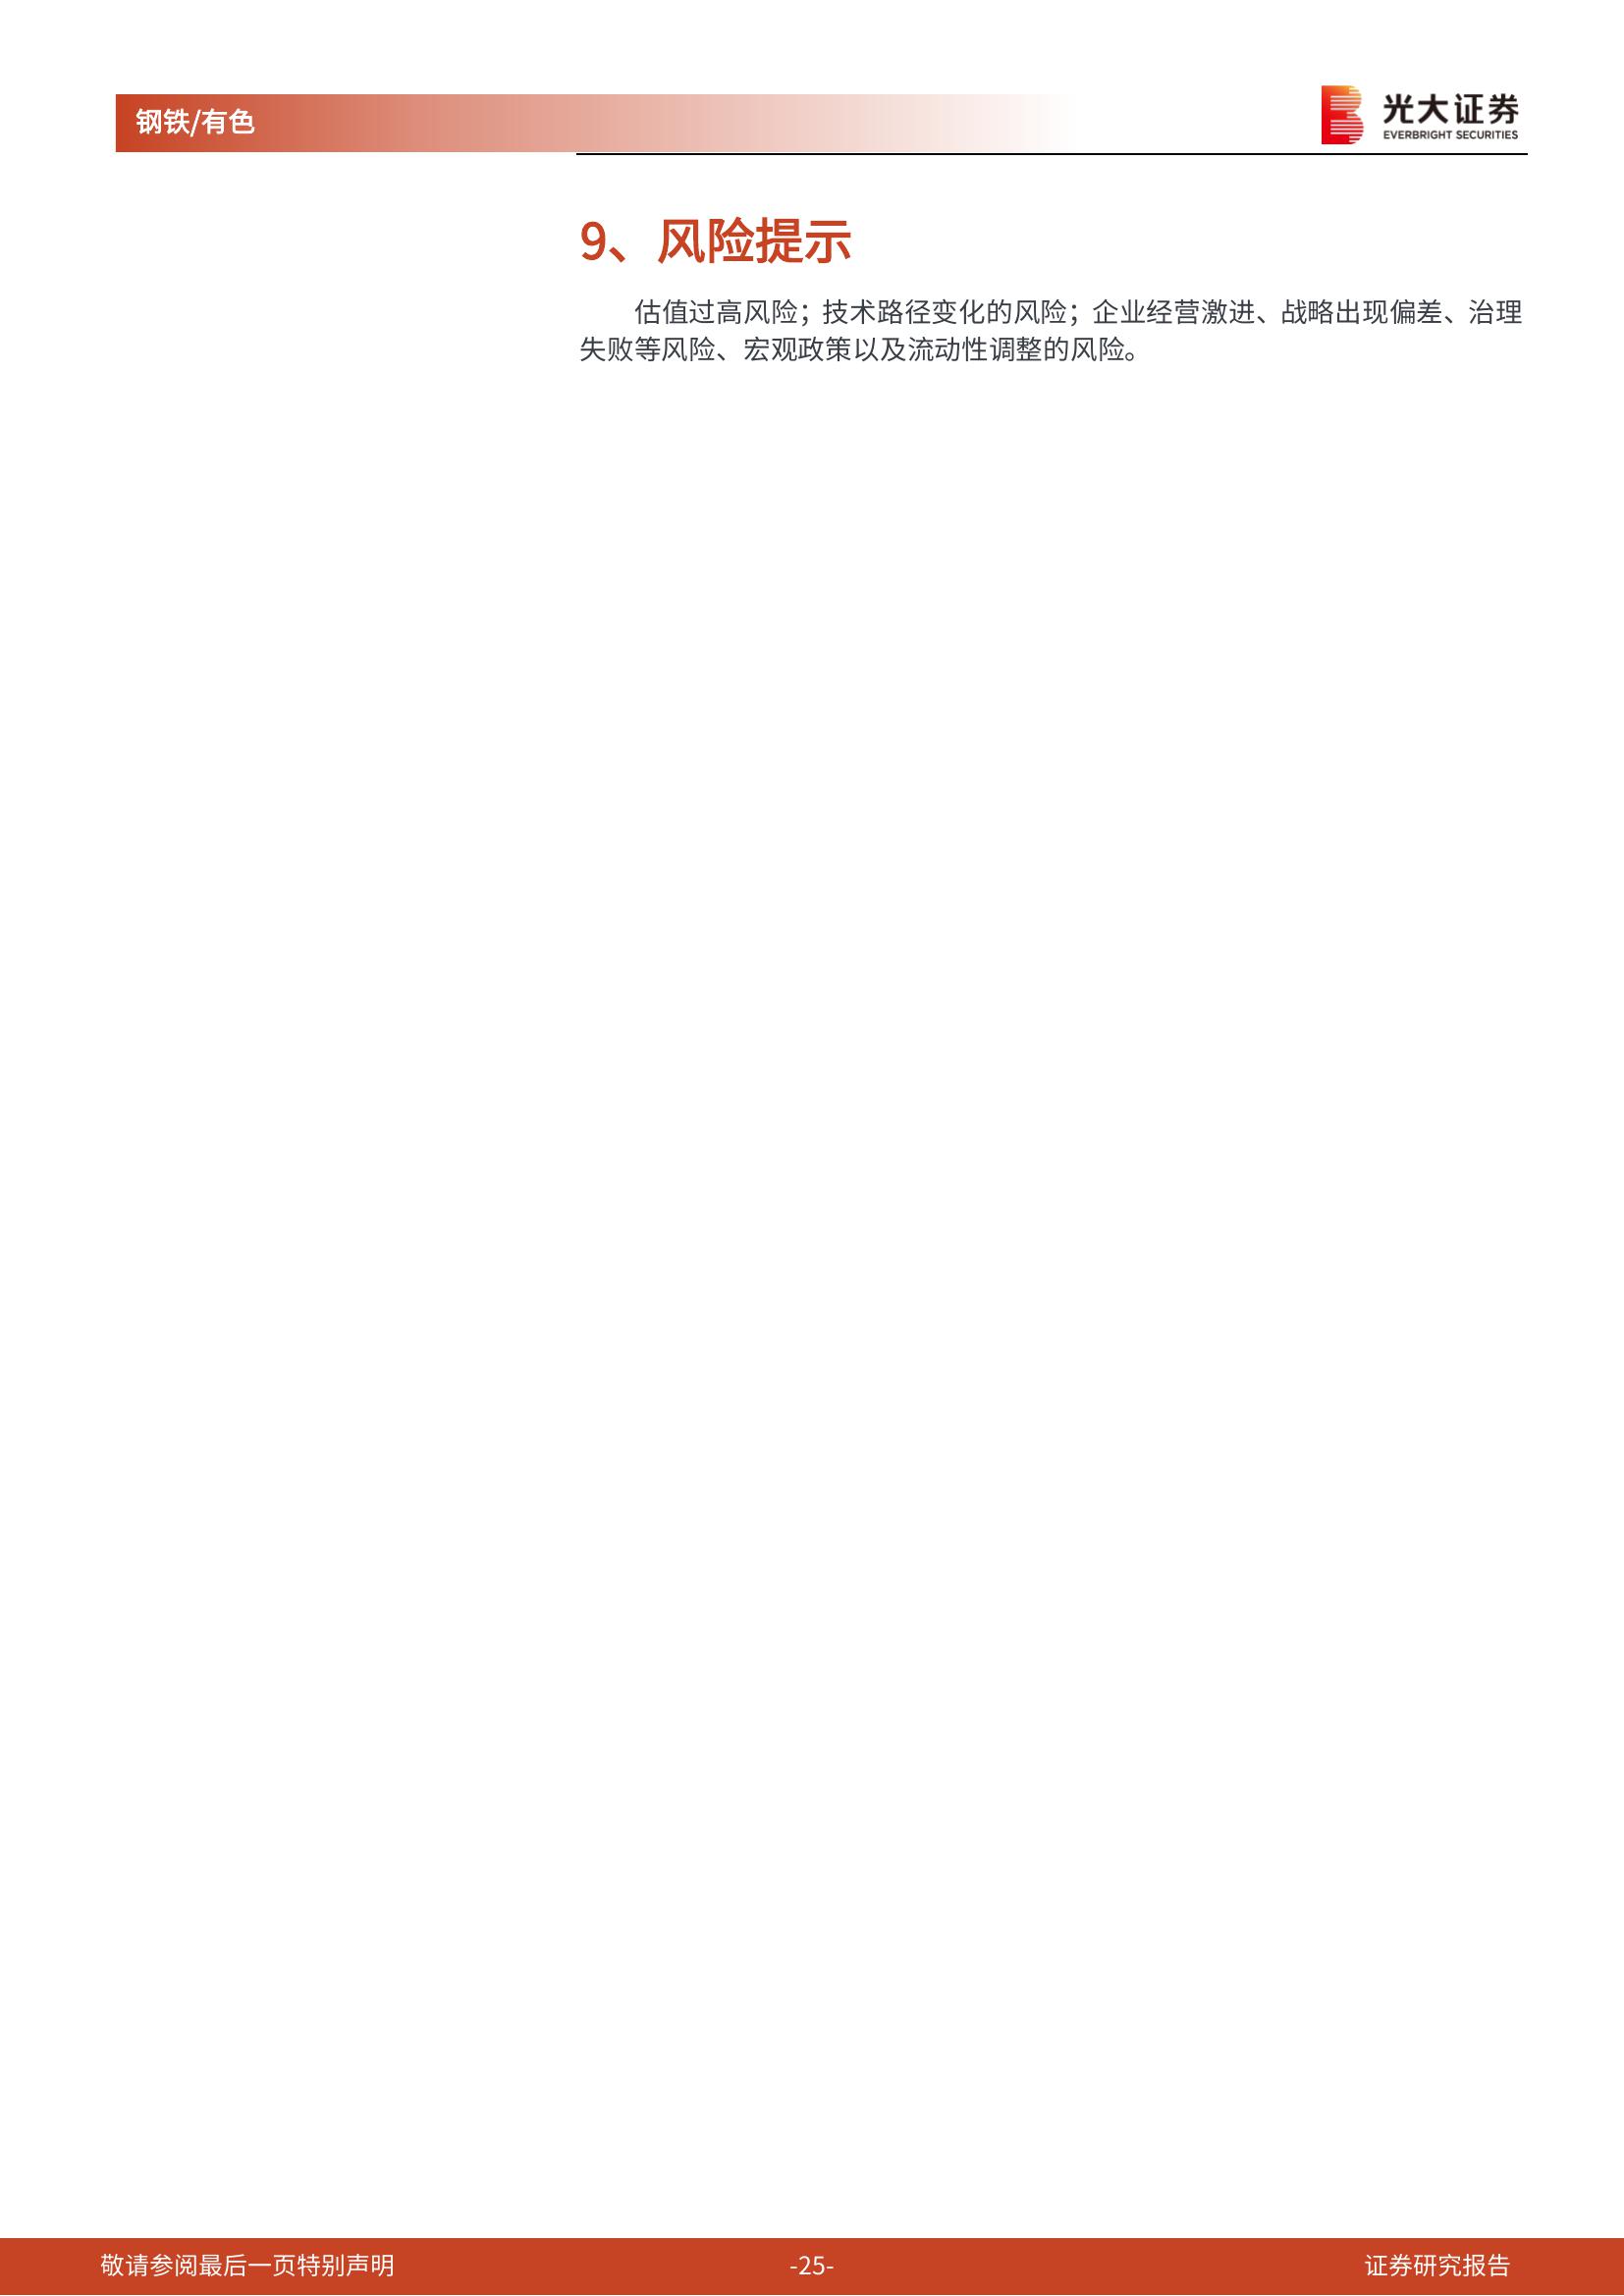 钢铁/有色
光大证券
EVERBRIGHT SECURITIES
9、风险提示
估值过高风险；技术路径变化的风险；企业经营激进、战略出现偏差、治理
失败等风险、宏观政策以及流动性调整的风险。
敬请参阅最后一页特别声明
-25-
证券研究报告